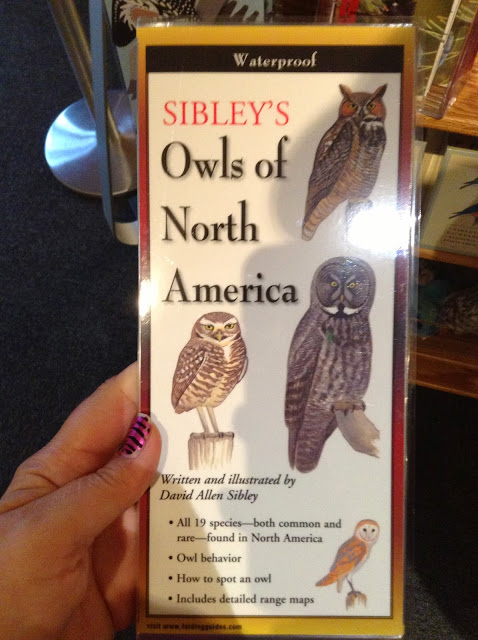 Waterproof
SIBLEY'S
Owls of
North
America
Written and illustrated by
David Allen Sibley
• All 19 species—both common and
rare—found in North America
• Owl behavior
• How to spot an owl
• Includes detailed range maps
visit www.foldingguides.com